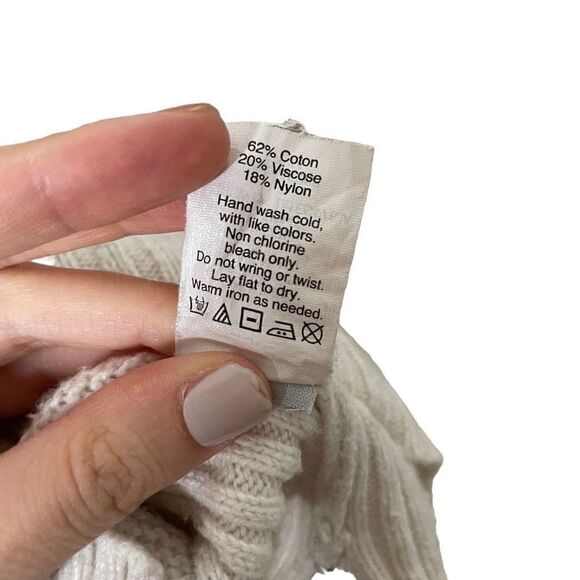 62% Coton
20% Viscose
18% Nylon
Hand wash cold,
with like colors.
Non chlorine
bleach only.
Do not wring or twist.
Lay flat to dry.
Warm iron as needed.